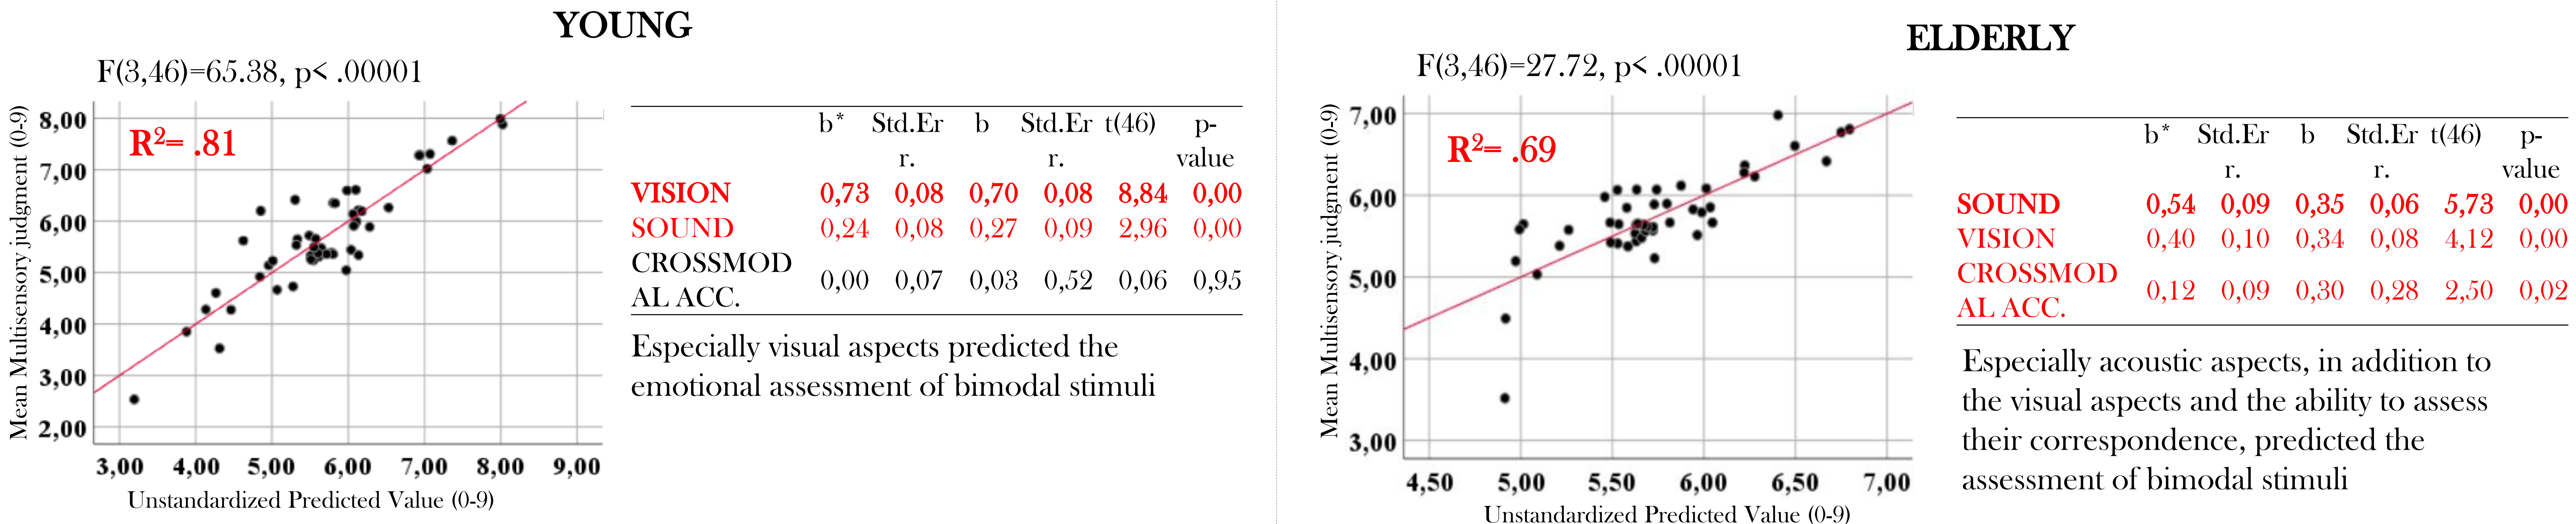 YOUNG
F(3,46)=65.38, p< .00001
Mean Multisensory judgment (0-9)
R²= .81
8,00
7,00
6,00
5,00
4,00
3,00
2,00
3,00 4,00 5,00 6,00 7,00 8,00 9,00
Unstandardized Predicted Value (0-9)
b* Std.Er b Std.Er t(46) p-
r. r. value
VISION 0,73 0,08 0,70 0,08 8,84 0,00
SOUND 0,24 0,08 0,27 0,09 2,96 0,00
CROSSMOD
AL ACC. 0,00 0,07 0,03 0,52 0,06 0,95
Especially visual aspects predicted the
emotional assessment of bimodal stimuli
ELDERLY
F(3,46)=27.72, p< .00001
Mean Multisensory judgment (0-9)
R²= .69
7,00
6,00
5,00
4,00
3,00
4,50 5,00 5,50 6,00 6,50 7,00
Unstandardized Predicted Value (0-9)
b* Std.Er b Std.Er t(46) p-
r. r. value
SOUND 0,54 0,09 0,35 0,06 5,73 0,00
VISION 0,40 0,10 0,34 0,08 4,12 0,00
CROSSMOD
AL ACC. 0,12 0,09 0,30 0,28 2,50 0,02
Especially acoustic aspects, in addition to
the visual aspects and the ability to assess
their correspondence, predicted the
assessment of bimodal stimuli